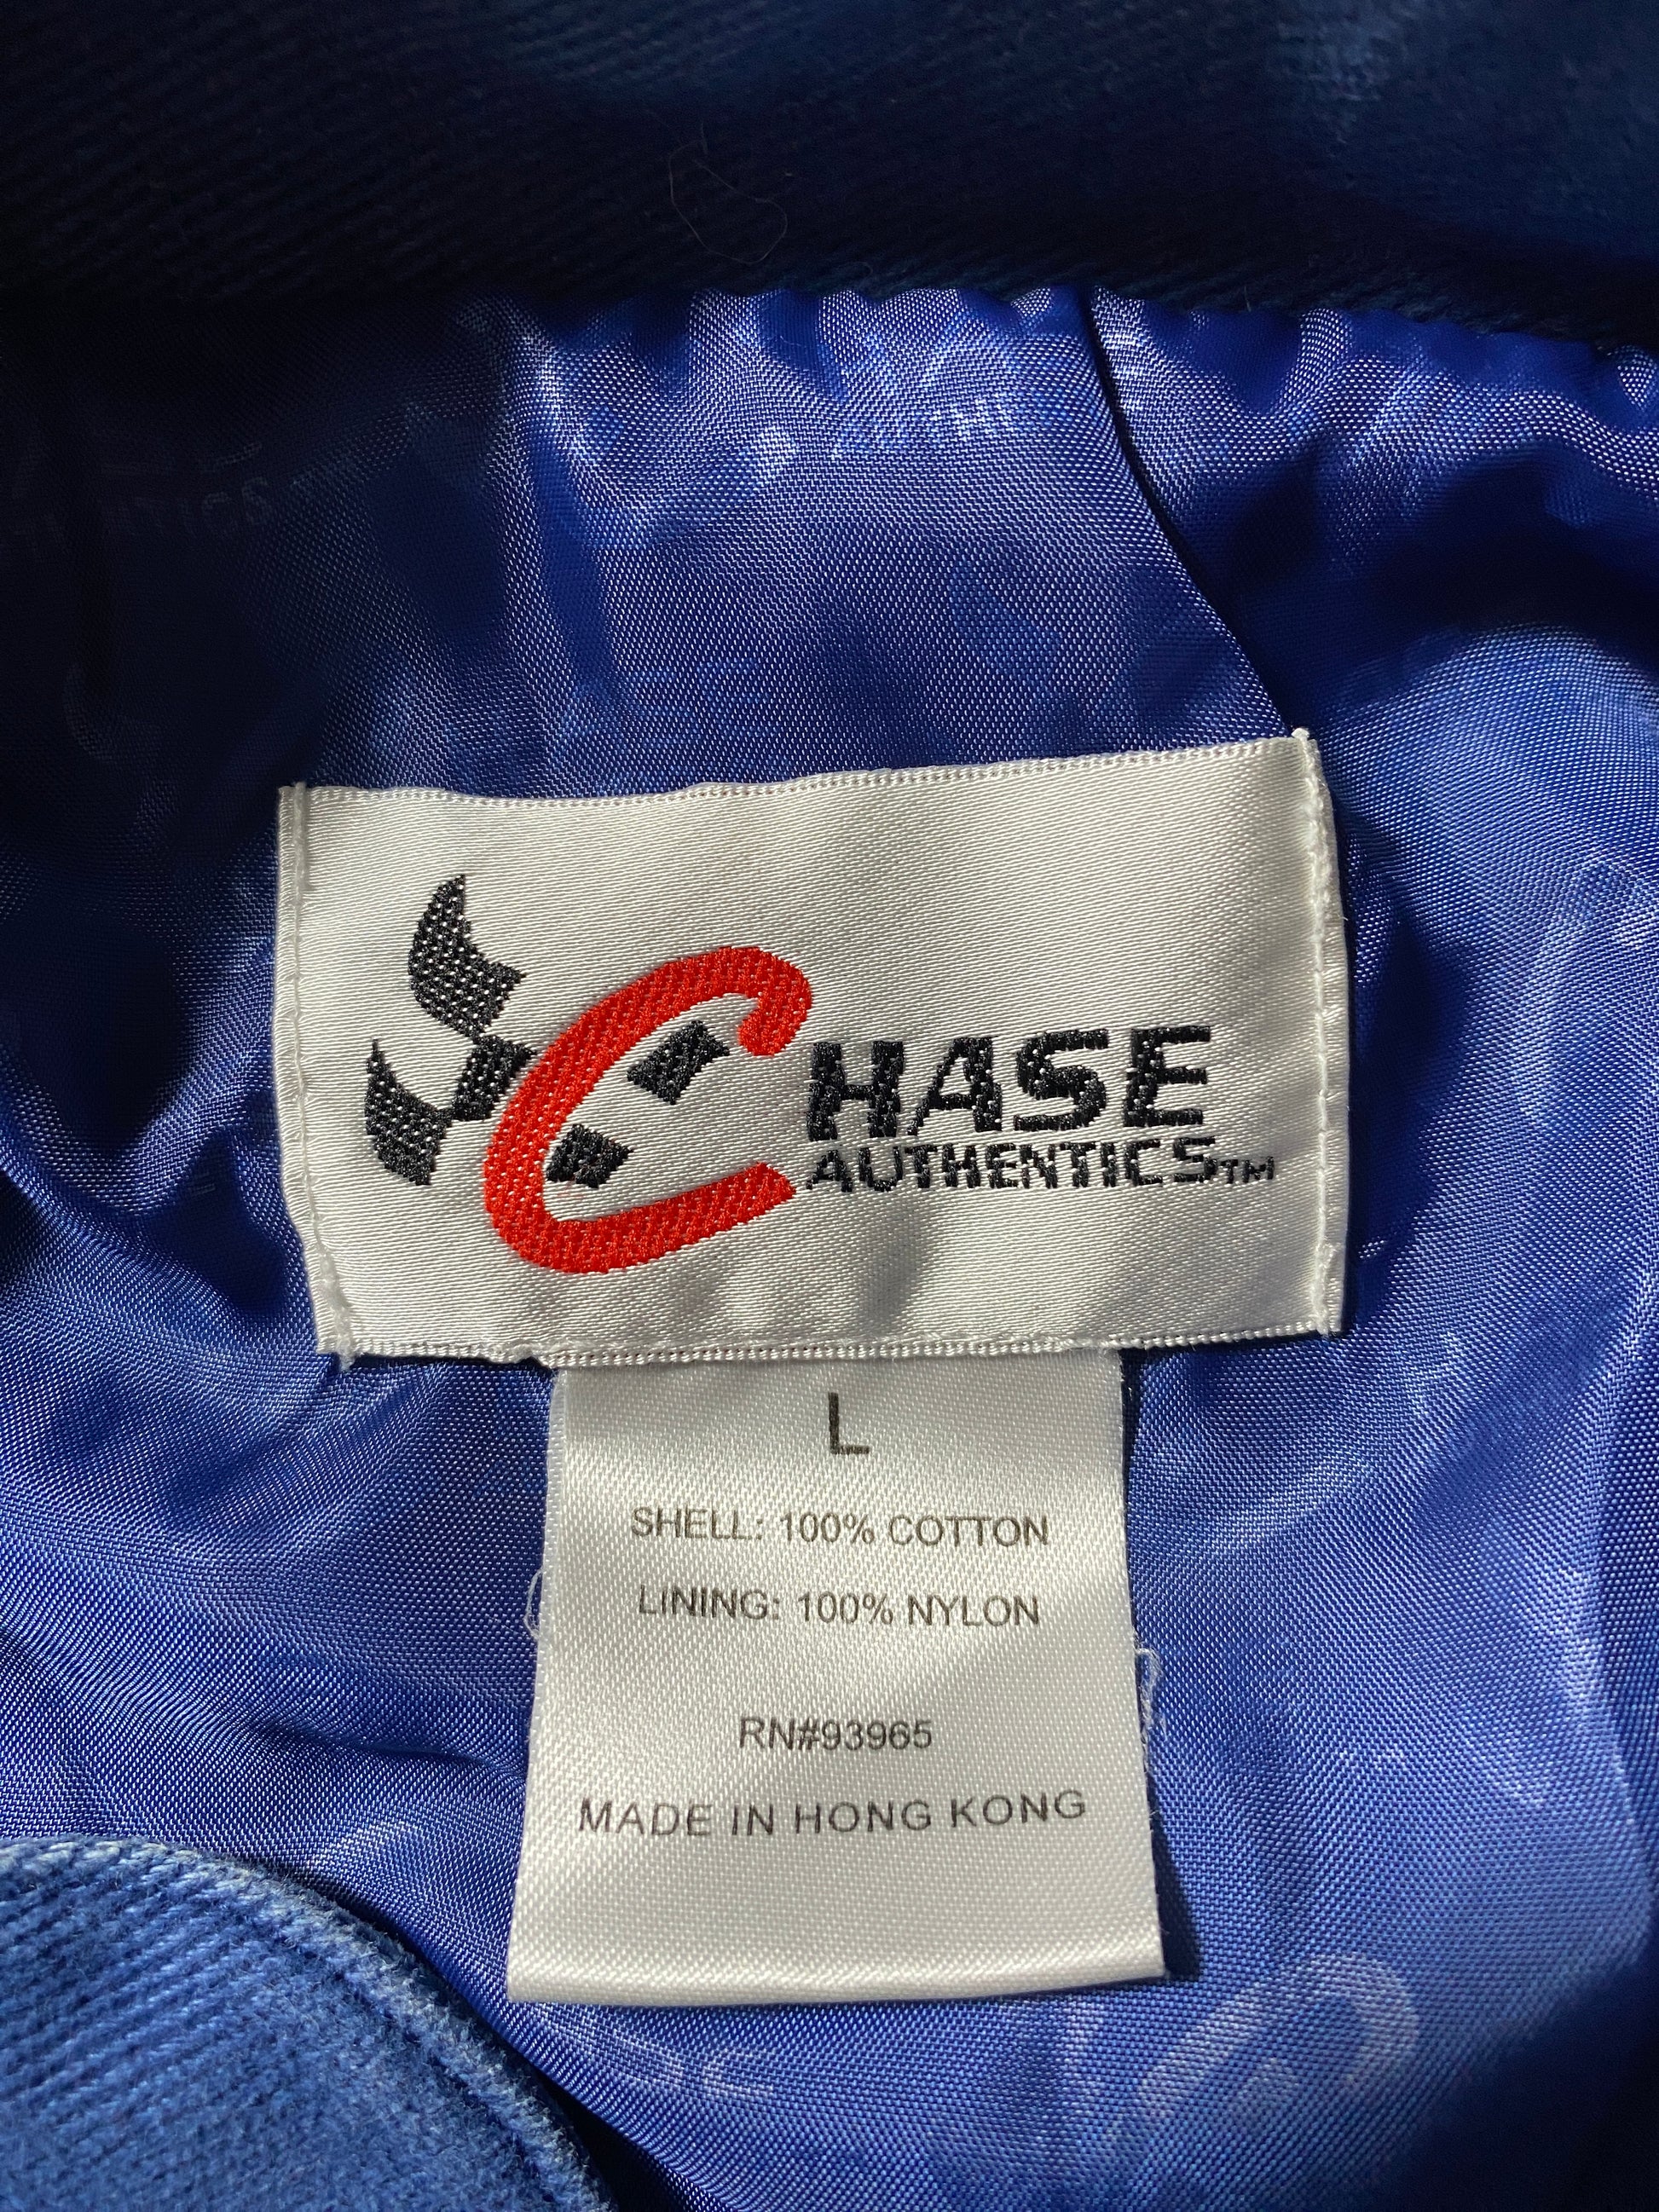 CHASE
AUTHENTICS™
L
SHELL: 100% COTTON
LINING: 100% NYLON
RN#93965
MADE IN HONG KONG